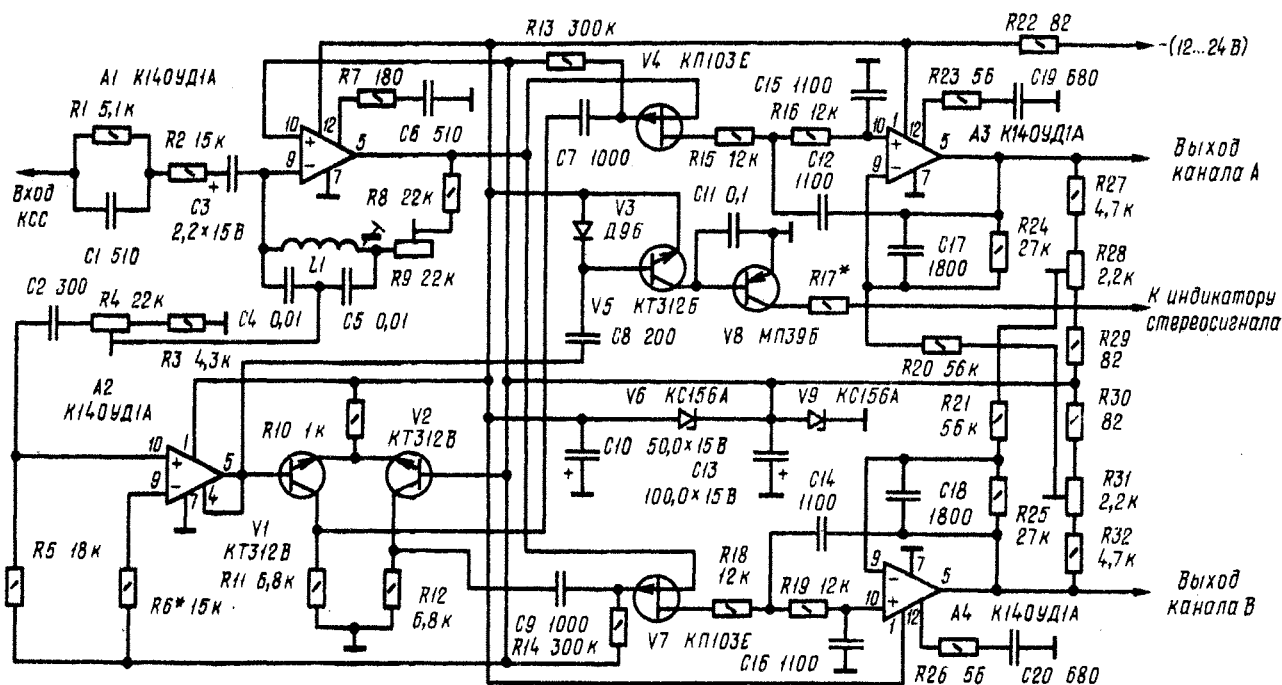 R13 300к
R22 82
-(12...24 В)
А1 К140УД1А
R7 180
V4
КП103Е
C15 1100
R23 56
C19 680
R1 5,1к
R2 15к
10
12
9
5
7
C6 510
R16 12к
10
1
12
9
5
7
А3 К140УД1А
C7 1000
R15 12к
C12
1100
Выход
канала А
Вход
КСС
C3
2,2×15В
R8 22к
C11 0,1
R27
4,7к
V3
Д9Б
C1 510
L1
R9 22к
C17
1800
R24
27к
R28
2,2к
C2 300
R4 22к
C4 0,01
C5 0,01
V5
КТ312Б
R17*
К индикатору
стереосигнала
R3 4,3к
C8 200
V8 МП39Б
R20 56к
R29
82
А2
К140УД1А
V6
КС156А
V9
КС156А
R21
56к
R30
82
R10 1к
V2
КТ312В
10
1
9
5
7
4
C10
50,0×15В
C13
100,0×15В
C14
1100
C18
1800
R31
2,2к
V1
КТ312В
R25
27к
R32
4,7к
R5 18к
R6* 15к
R11 6,8к
R12
6,8к
R18
12к
R19 12к
9
7
5
10
1
12
Выход
канала В
А4 К140УД1А
C9 1000
R14 300к
V7
КП103Е
C16 1100
R26 56
C20 680